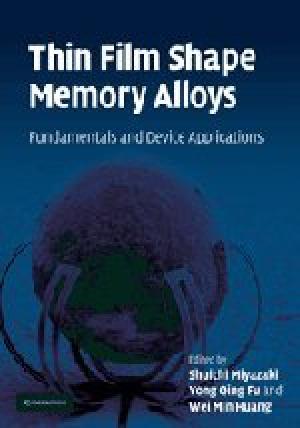 Thin Film Shape
Memory Alloys
Fundamentals and Device Applications
Edited by
Shuichi Miyazaki
Yong Qing Fu and
Wei Min Huang